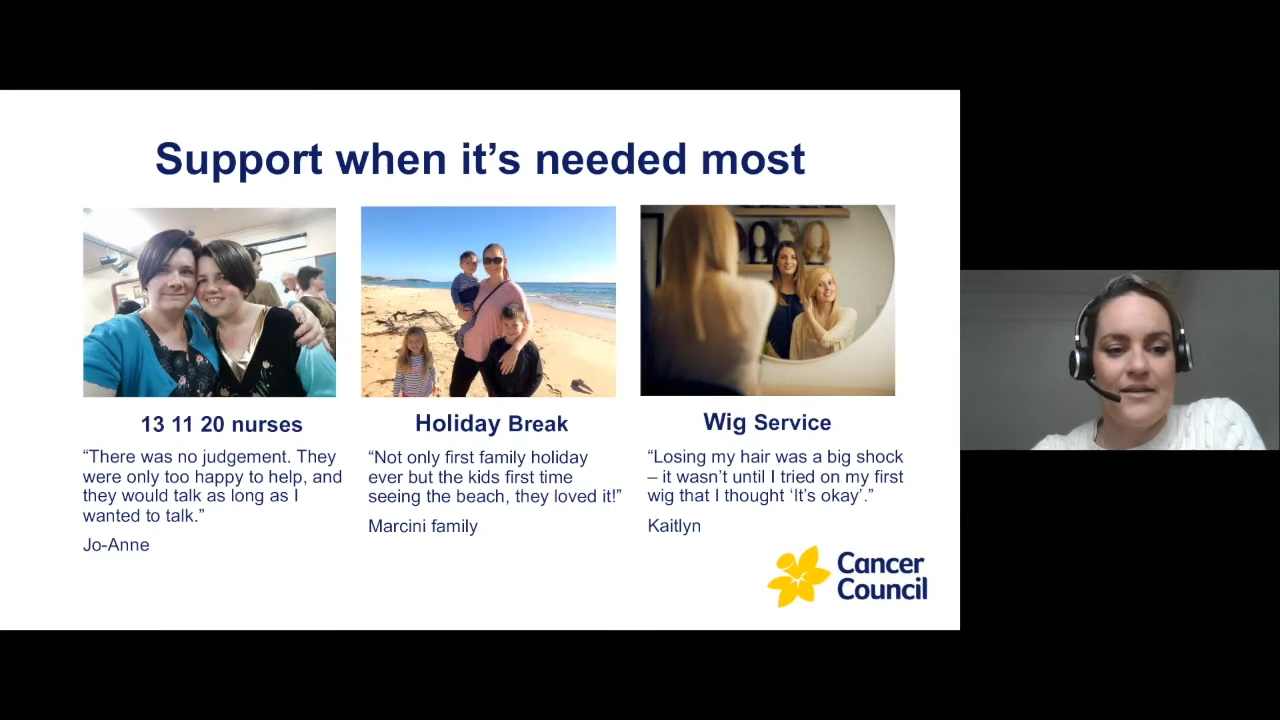 Support when it’s needed most
13 11 20 nurses
“There was no judgement. They
were only too happy to help, and
they would talk as long as I
wanted to talk.”
Jo-Anne
Holiday Break
“Not only first family holiday
ever but the kids first time
seeing the beach, they loved it!”
Marcini family
Wig Service
“Losing my hair was a big shock
– it wasn’t until I tried on my first
wig that I thought ‘It’s okay’.”
Kaitlyn
Cancer
Council